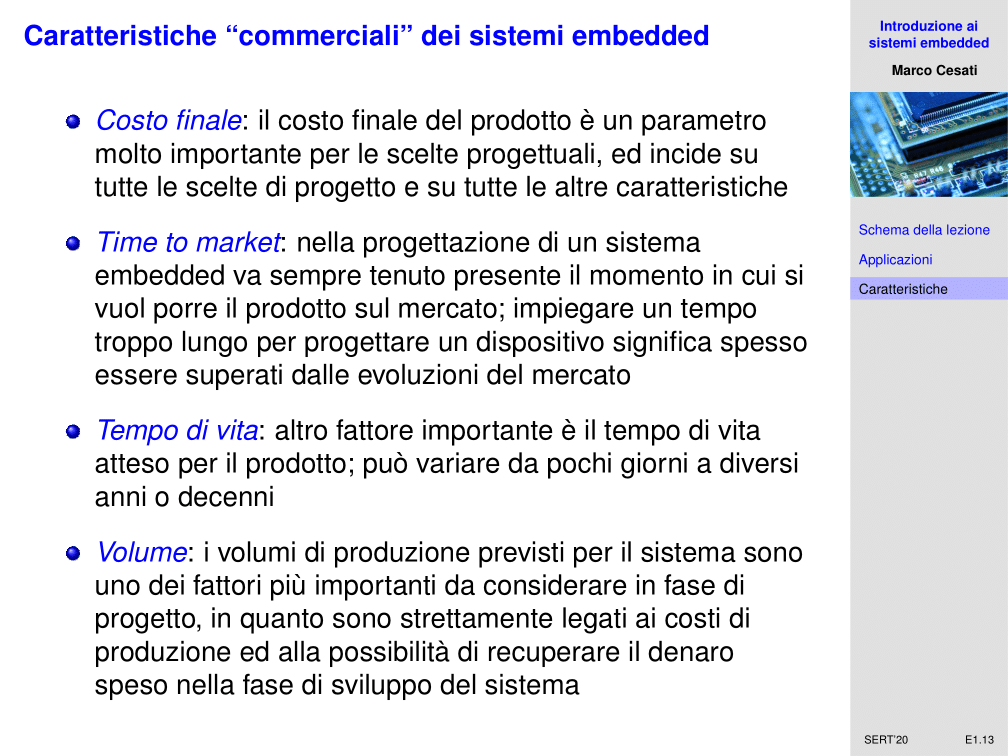 Caratteristiche “commerciali” dei sistemi embedded
Costo finale: il costo finale del prodotto è un parametro
molto importante per le scelte progettuali, ed incide su
tutte le scelte di progetto e su tutte le altre caratteristiche
Time to market: nella progettazione di un sistema
embedded va sempre tenuto presente il momento in cui si
vuol porre il prodotto sul mercato; impiegare un tempo
troppo lungo per progettare un dispositivo significa spesso
essere superati dalle evoluzioni del mercato
Tempo di vita: altro fattore importante è il tempo di vita
atteso per il prodotto; può variare da pochi giorni a diversi
anni o decenni
Volume: i volumi di produzione previsti per il sistema sono
uno dei fattori più importanti da considerare in fase di
progetto, in quanto sono strettamente legati ai costi di
produzione ed alla possibilità di recuperare il denaro
speso nella fase di sviluppo del sistema
Introduzione ai
sistemi embedded
Marco Cesati
R47 R46
Schema della lezione
Applicazioni
Caratteristiche
SERT’20 E1.13